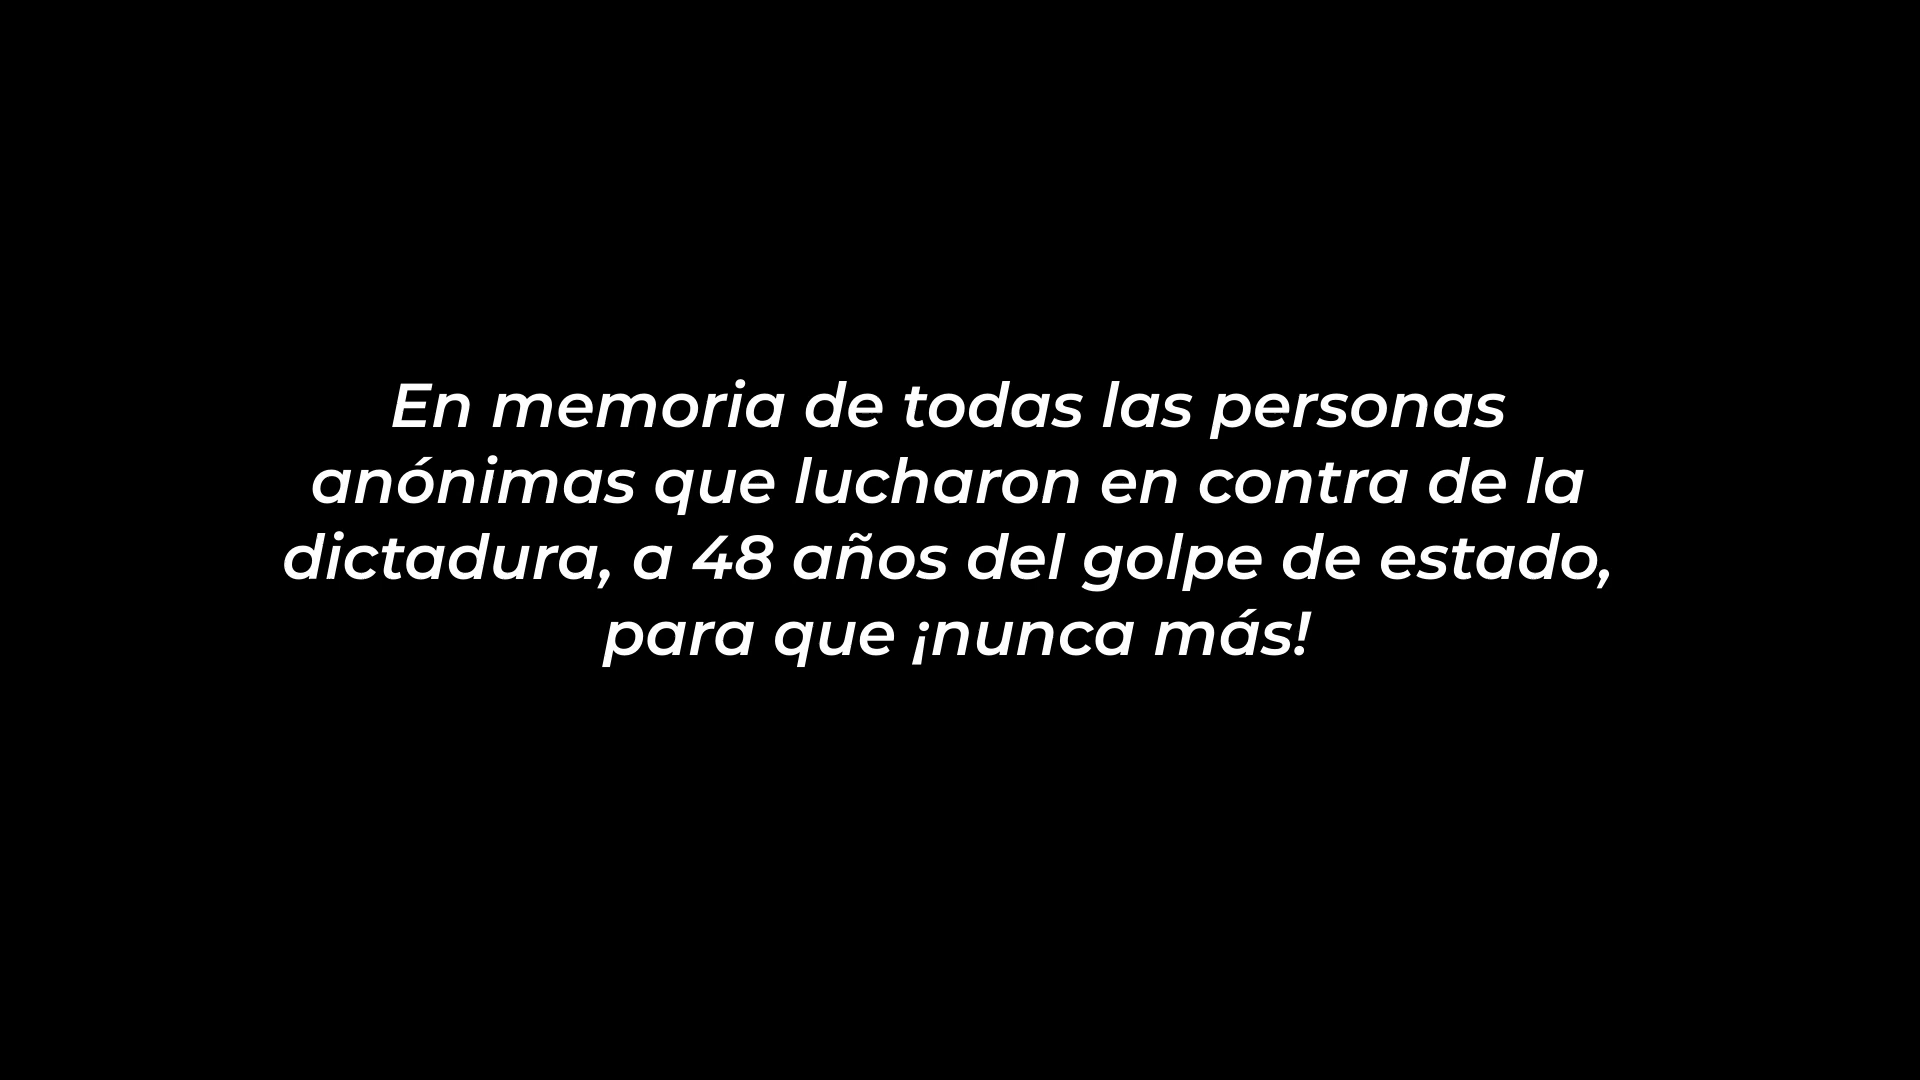 En memoria de todas las personas
anónimas que lucharon en contra de la
dictadura, a 48 años del golpe de estado,
para que ¡nunca más!